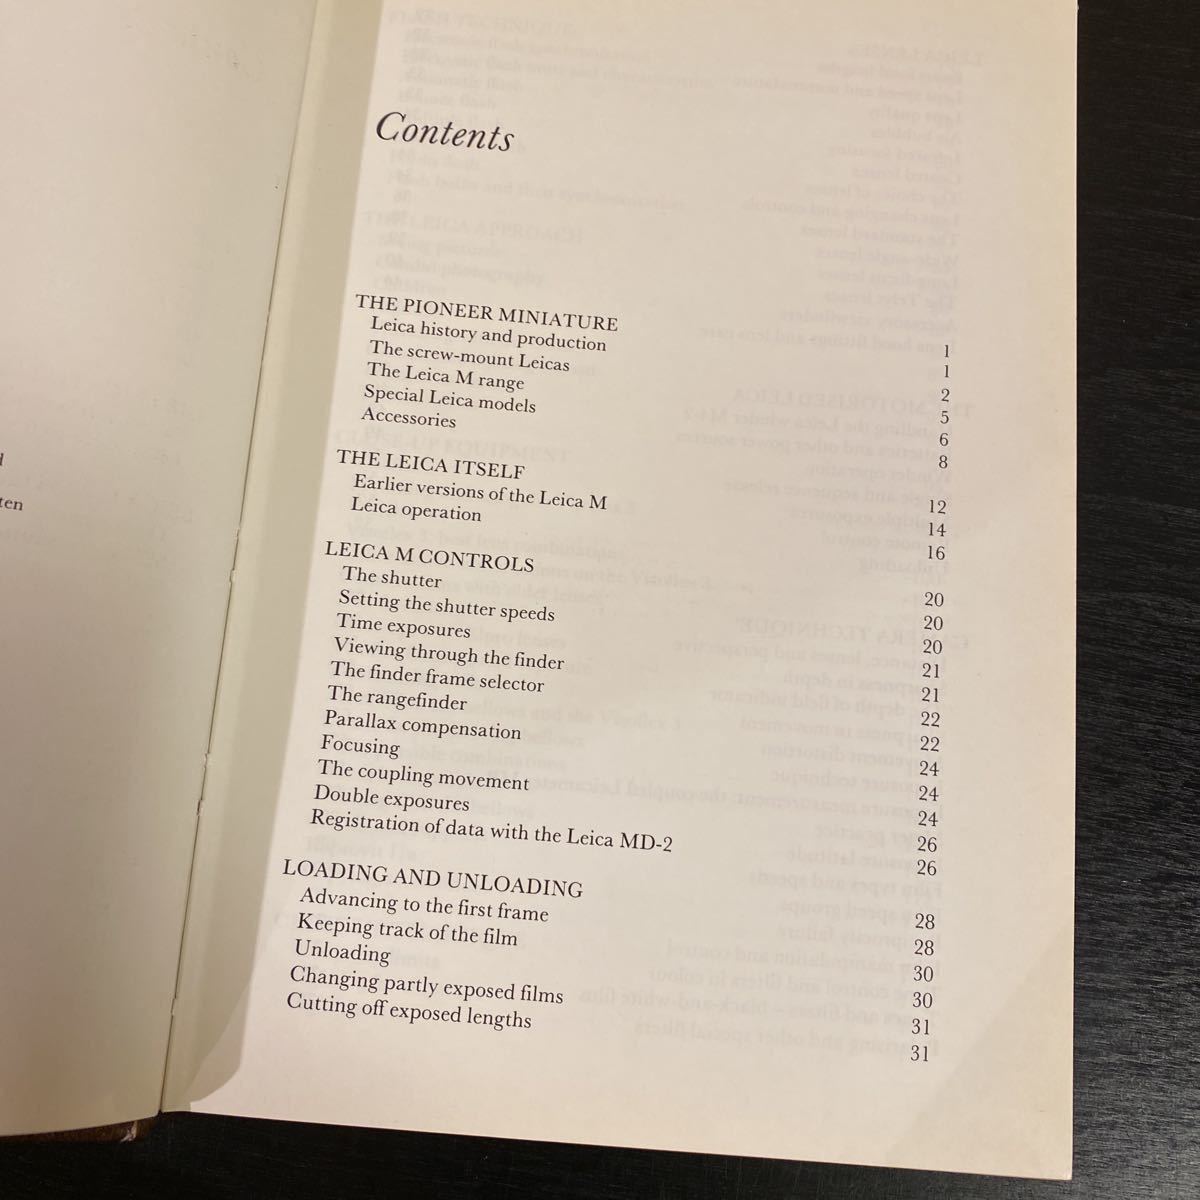 Contents
THE PIONEER MINIATURE 1
Leica history and production 1
The screw-mount Leicas 2
The Leica M range 5
Special Leica models 6
Accessories 8
THE LEICA ITSELF 12
Earlier versions of the Leica M 14
Leica operation 16
LEICA M CONTROLS 20
The shutter 20
Setting the shutter speeds 20
Time exposures 21
Viewing through the finder 21
The finder frame selector 22
The rangefinder 22
Parallax compensation 24
Focusing 24
The coupling movement 24
Double exposures 26
Registration of data with the Leica MD-2 26
LOADING AND UNLOADING 28
Advancing to the first frame 28
Keeping track of the film 30
Unloading 30
Changing partly exposed films 31
Cutting off exposed lengths 31